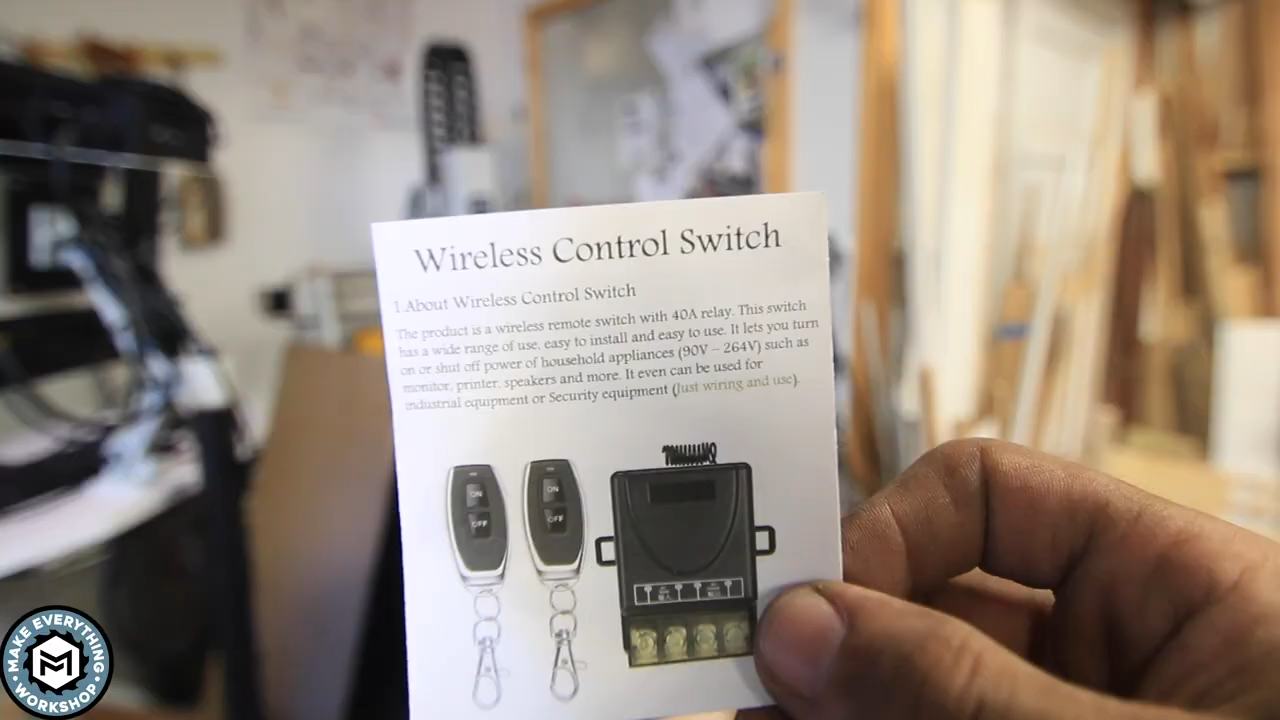 Wireless Control Switch
1.About Wireless Control Switch
The product is a wireless remote switch with 40A relay. This switch
has a wide range of use, easy to install and easy to use. It lets you turn
on or shut off power of household appliances (90V – 264V) such as
monitor, printer, speakers and more. It even can be used for
industrial equipment or Security equipment (Just wiring and use).
ON
OFF
ON
OFF
MAKE EVERYTHING
WORKSHOP